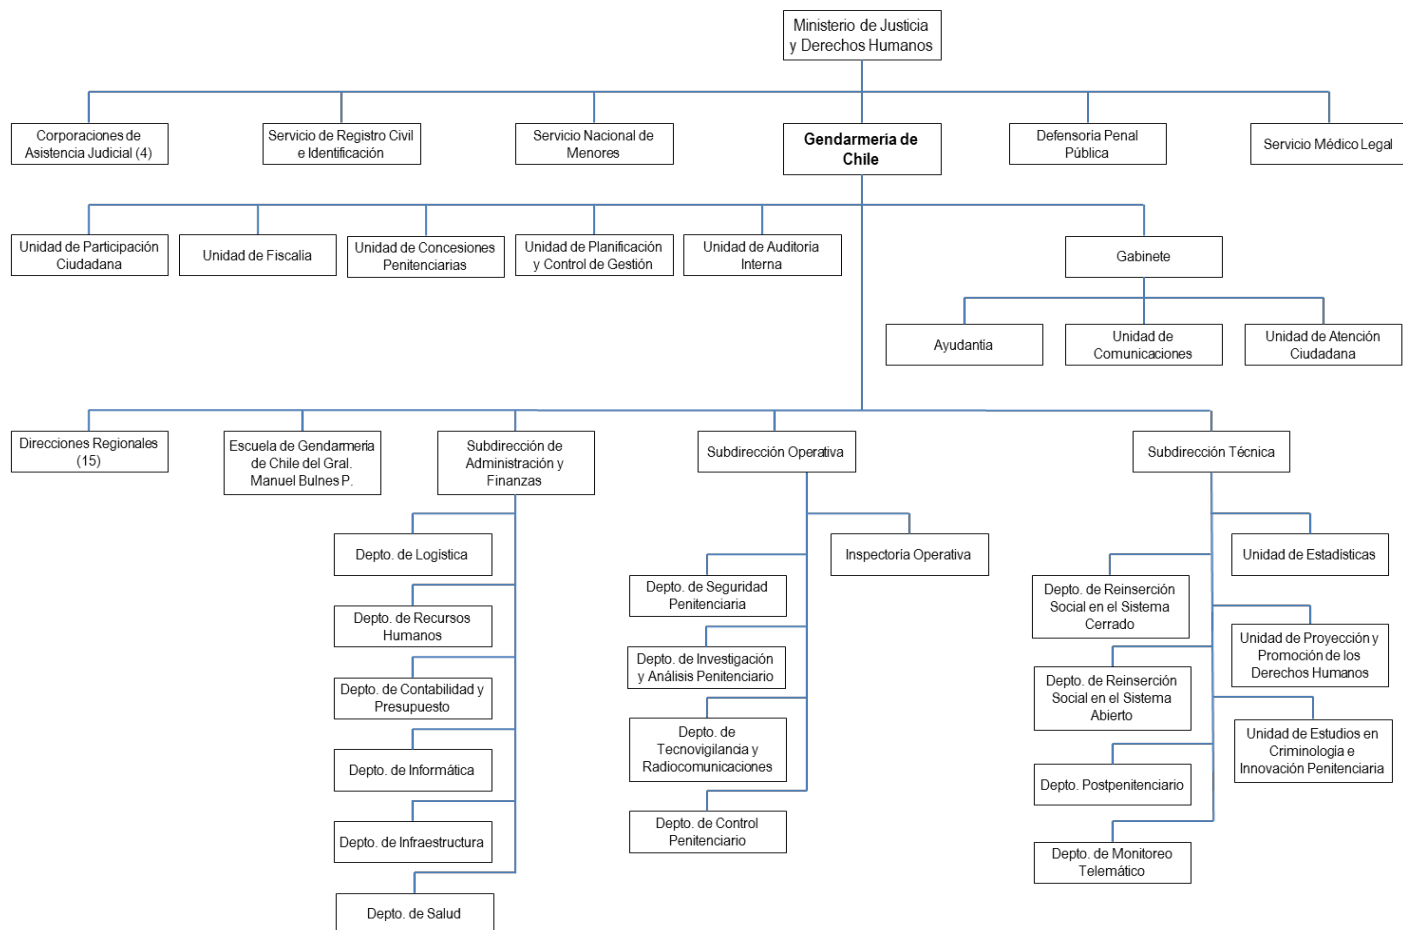 Ministerio de Justicia
y Derechos Humanos
Corporaciones de
Asistencia Judicial (4)
Servicio de Registro Civil
e Identificación
Servicio Nacional de
Menores
Gendarmería de
Chile
Defensoría Penal
Pública
Servicio Médico Legal
Unidad de Participación
Ciudadana
Unidad de Fiscalía
Unidad de Concesiones
Penitenciarias
Unidad de Planificación
y Control de Gestión
Unidad de Auditoría
Interna
Gabinete
Ayudantía
Unidad de
Comunicaciones
Unidad de Atención
Ciudadana
Direcciones Regionales
(15)
Escuela de Gendarmería
de Chile del Gral.
Manuel Bulnes P.
Subdirección de
Administración y
Finanzas
Subdirección Operativa
Subdirección Técnica
Depto. de Logística
Depto. de Recursos
Humanos
Depto. de Contabilidad y
Presupuesto
Depto. de Informática
Depto. de Infraestructura
Depto. de Salud
Inspectoría Operativa
Depto. de Seguridad
Penitenciaria
Depto. de Investigación
y Análisis Penitenciario
Depto. de
Tecnovigilancia y
Radiocomunicaciones
Depto. de Control
Penitenciario
Unidad de Estadísticas
Depto. de Reinserción
Social en el Sistema
Cerrado
Unidad de Proyección y
Promoción de los
Derechos Humanos
Depto. de Reinserción
Social en el Sistema
Abierto
Unidad de Estudios en
Criminología e
Innovación Penitenciaria
Depto. Postpenitenciario
Depto. de Monitoreo
Telemático